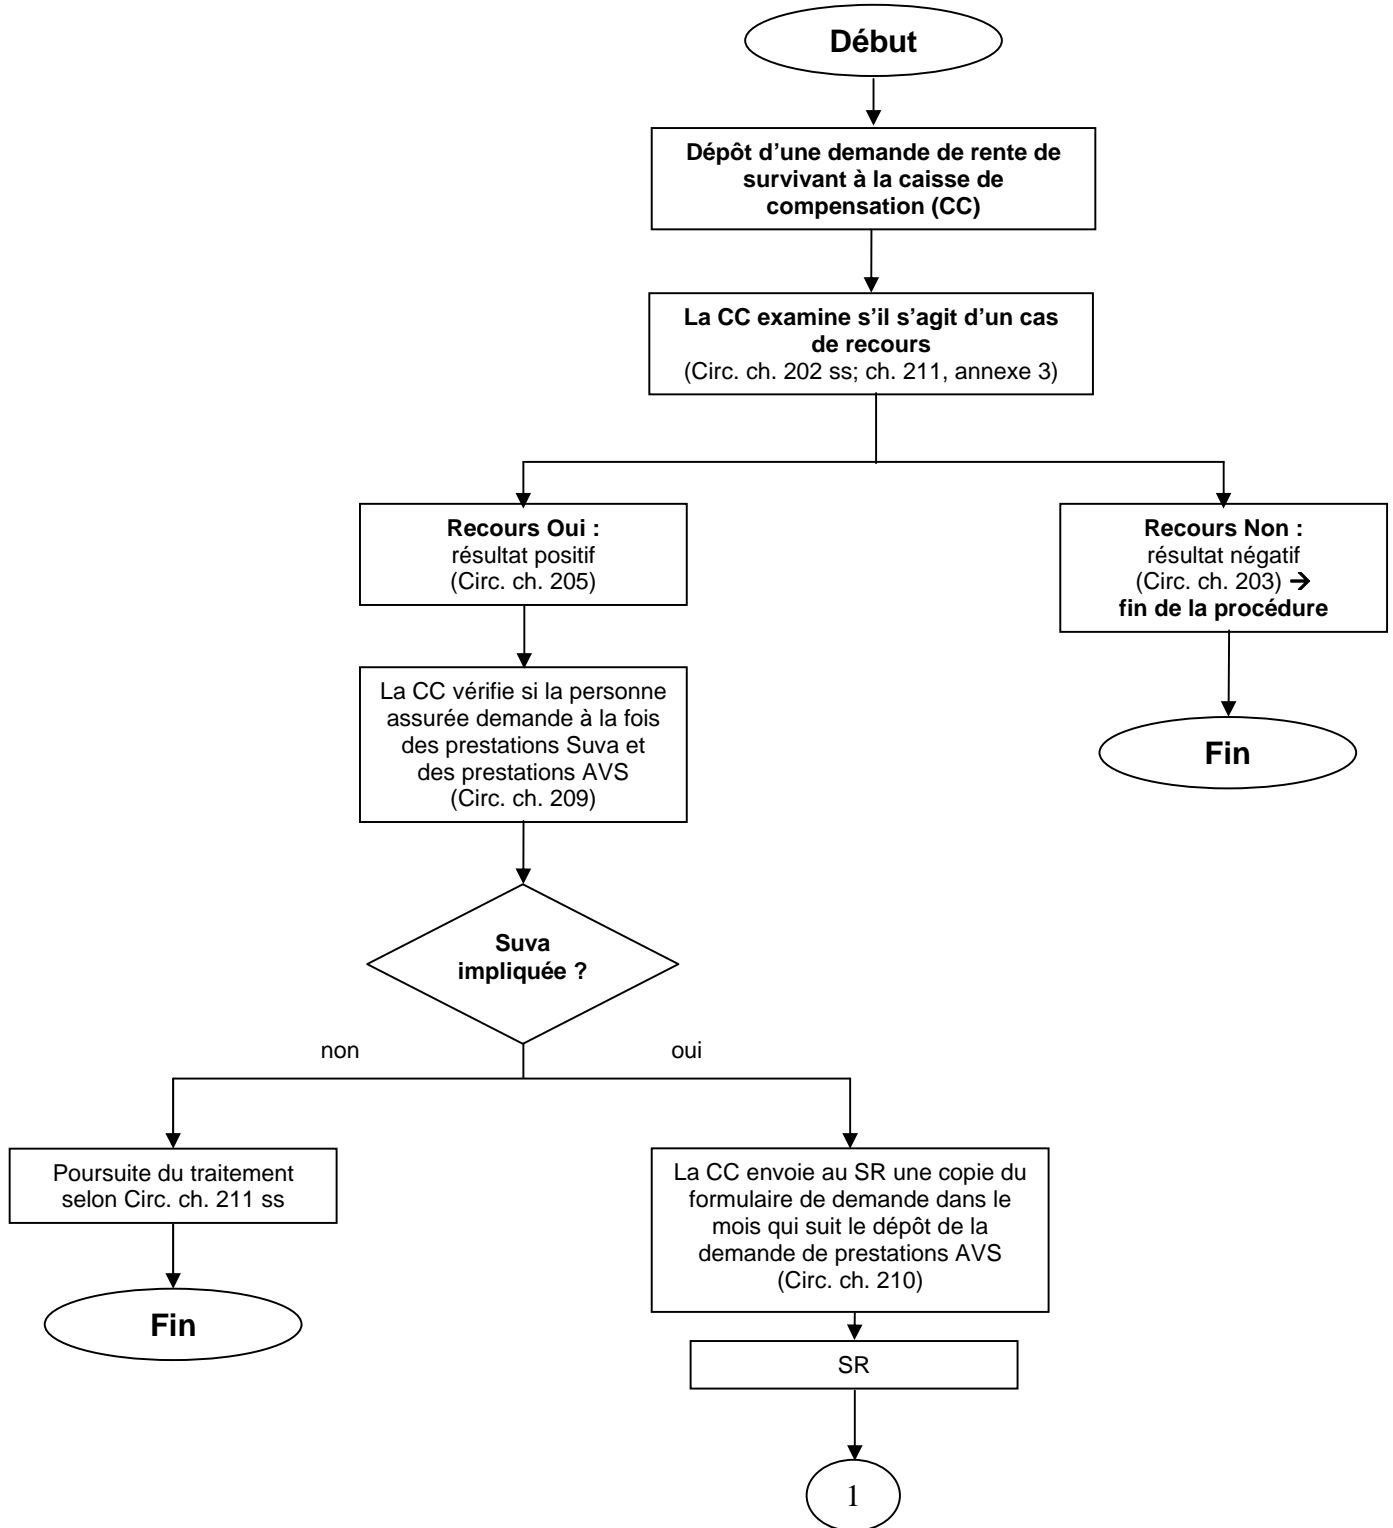 Début
Dépôt d'une demande de rente de
survivant à la caisse de
compensation (CC)
La CC examine s'il s'agit d'un cas
de recours
(Circ. ch. 202 ss; ch. 211, annexe 3)
Recours Oui :
résultat positif
(Circ. ch. 205)
Recours Non :
résultat négatif
(Circ. ch. 203) →
fin de la procédure
La CC vérifie si la personne
assurée demande à la fois
des prestations Suva et
des prestations AVS
(Circ. ch. 209)
Fin
Suva
impliquée ?
non
oui
Poursuite du traitement
selon Circ. ch. 211 ss
La CC envoie au SR une copie du
formulaire de demande dans le
mois qui suit le dépôt de la
demande de prestations AVS
(Circ. ch. 210)
Fin
SR
1